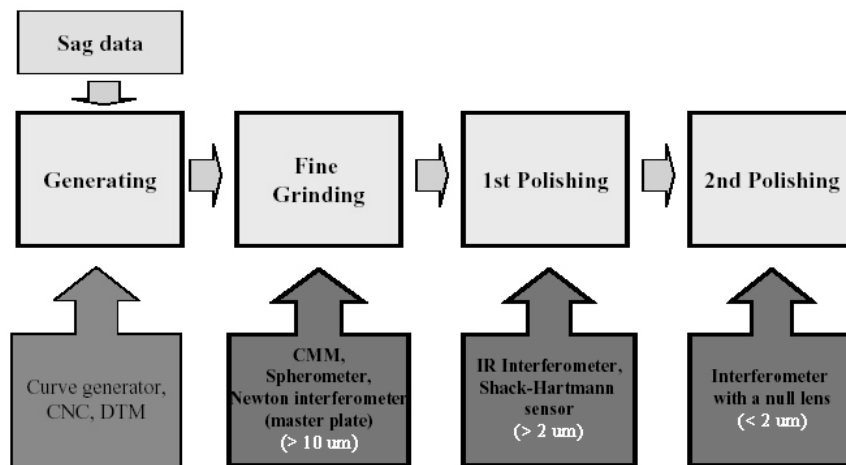 Sag data
Generating
Fine
Grinding
1st Polishing
2nd Polishing
Curve generator,
CNC, DTM
CMM,
Spherometer,
Newton interferometer
(master plate)
(> 10 um)
IR Interferometer,
Shack-Hartmann
sensor
(> 2 um)
Interferometer
with a null lens
(< 2 um)